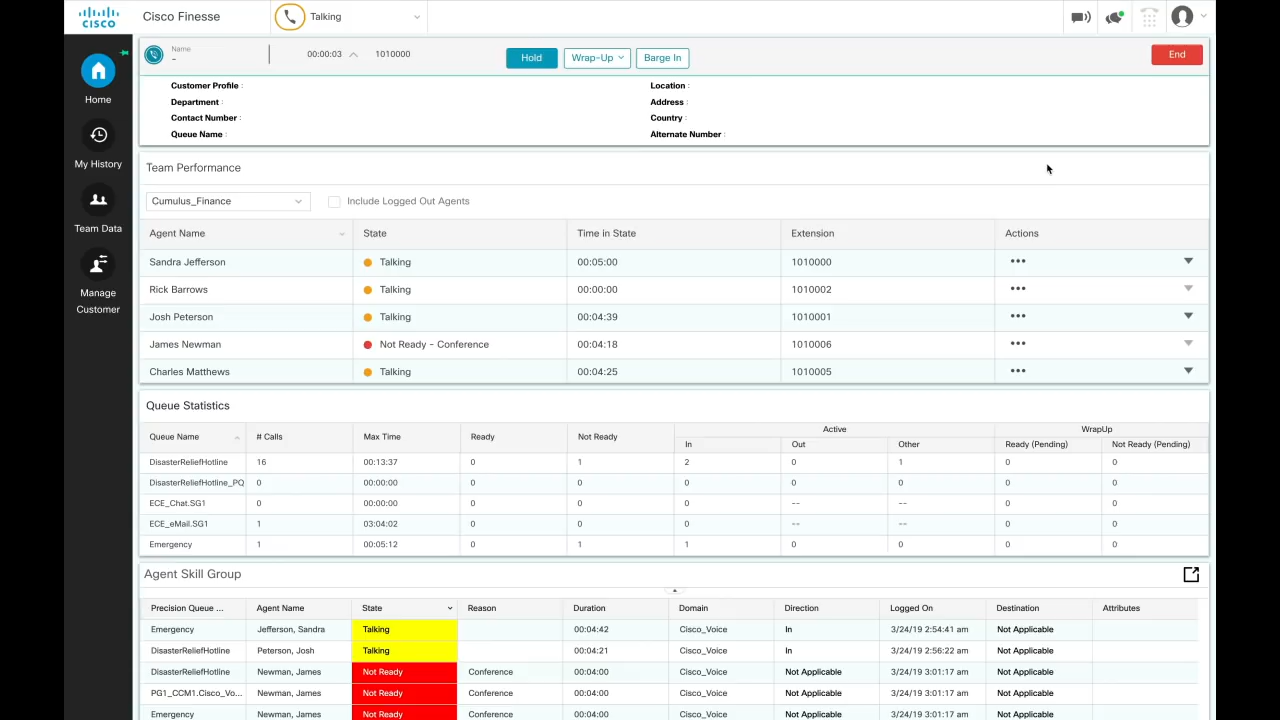 cisco Cisco Finesse Talking
Name
– 00:00:03 1010000 Hold Wrap-Up Barge In End
Home
My History
Team Data
Manage Customer
Customer Profile : Location :
Department : Address :
Contact Number : Country :
Queue Name : Alternate Number :
Team Performance
Cumulus_Finance Include Logged Out Agents
Agent Name State Time in State Extension Actions
Sandra Jefferson Talking 00:05:00 1010000 •••
Rick Barrows Talking 00:00:00 1010002 •••
Josh Peterson Talking 00:04:39 1010001 •••
James Newman Not Ready - Conference 00:04:18 1010006 •••
Charles Matthews Talking 00:04:25 1010005 •••
Queue Statistics
Active WrapUp
Queue Name # Calls Max Time Ready Not Ready In Out Other Ready (Pending) Not Ready (Pending)
DisasterReliefHotline 16 00:13:37 0 1 2 0 1 0 0
DisasterReliefHotline_PQ 0 00:00:00 0 0 0 0 0 0 0
ECE_Chat.SG1 0 00:00:00 0 0 0 -- -- 0 0
ECE_eMail.SG1 1 03:04:02 0 0 0 -- -- 0 0
Emergency 1 00:05:12 0 1 1 0 0 0 0
Agent Skill Group
Precision Queue ... Agent Name State Reason Duration Domain Direction Logged On Destination Attributes
Emergency Jefferson, Sandra Talking 00:04:42 Cisco_Voice In 3/24/19 2:54:41 am Not Applicable
DisasterReliefHotline Peterson, Josh Talking 00:04:21 Cisco_Voice In 3/24/19 2:56:22 am Not Applicable
DisasterReliefHotline Newman, James Not Ready Conference 00:04:00 Cisco_Voice Not Applicable 3/24/19 3:01:17 am Not Applicable
PG1_CCM1.Cisco_Vo... Newman, James Not Ready Conference 00:04:00 Cisco_Voice Not Applicable 3/24/19 3:01:17 am Not Applicable
Emergency Newman, James Not Ready Conference 00:04:00 Cisco_Voice Not Applicable 3/24/19 3:01:17 am Not Applicable